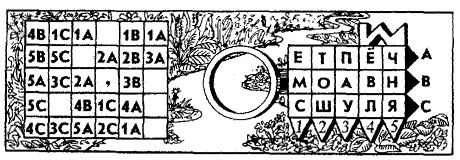 4В 1С 1А 1В 1А
5В 5С 2А 2В 3А
5А 3С 2А , 3В
5С 4В 1С 4А
4С 3С 5А 2С 1А
Е Т П Ё Ч А
М О А В Н В
С Ш У Л Я С
1 2 3 4 5